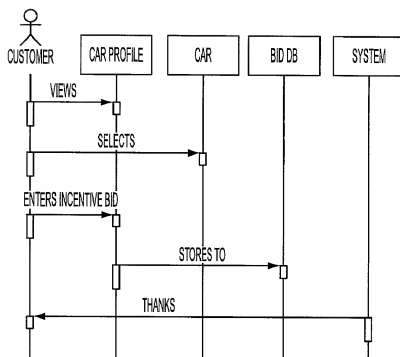 CUSTOMER
CAR PROFILE
CAR
BID DB
SYSTEM
VIEWS
SELECTS
ENTERS INCENTIVE BID
STORES TO
THANKS